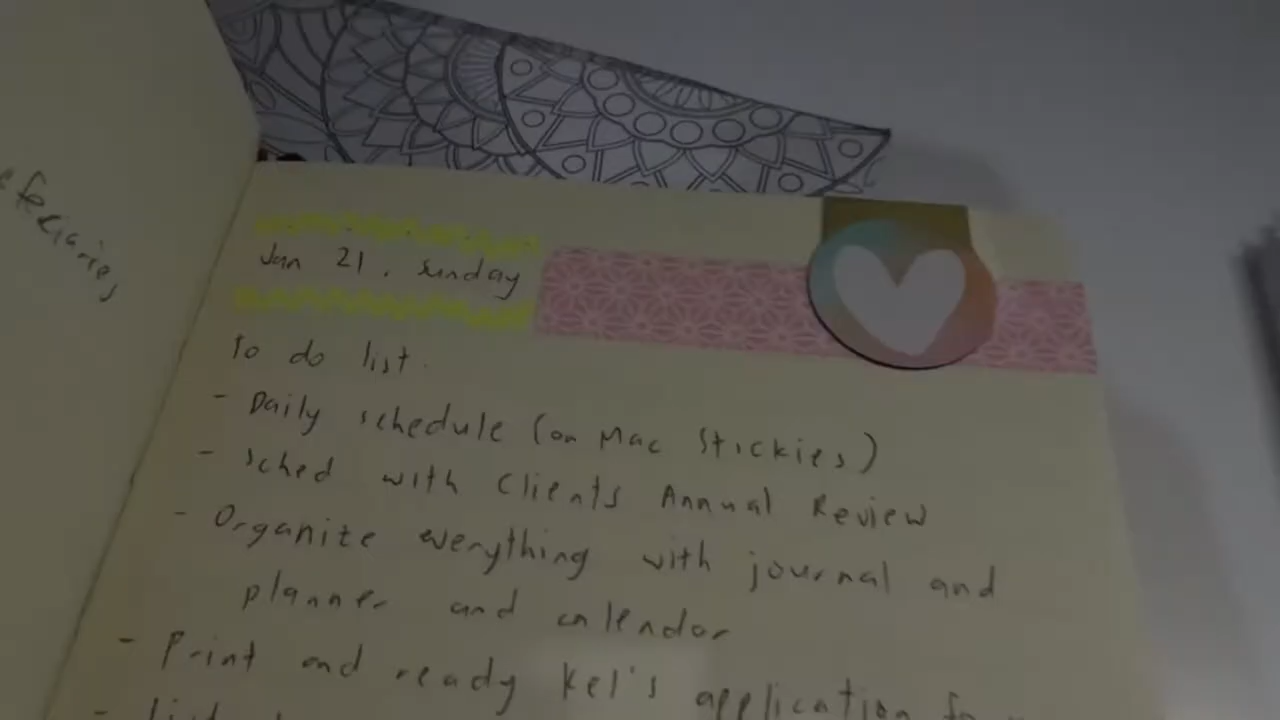 Jan 21, sunday
To do list.
- Daily schedule (on Mac Stickies)
- Sched with Clients Annual Review
- Organize everything with journal and
planner and calendar
- Print and ready Kel's application
- List